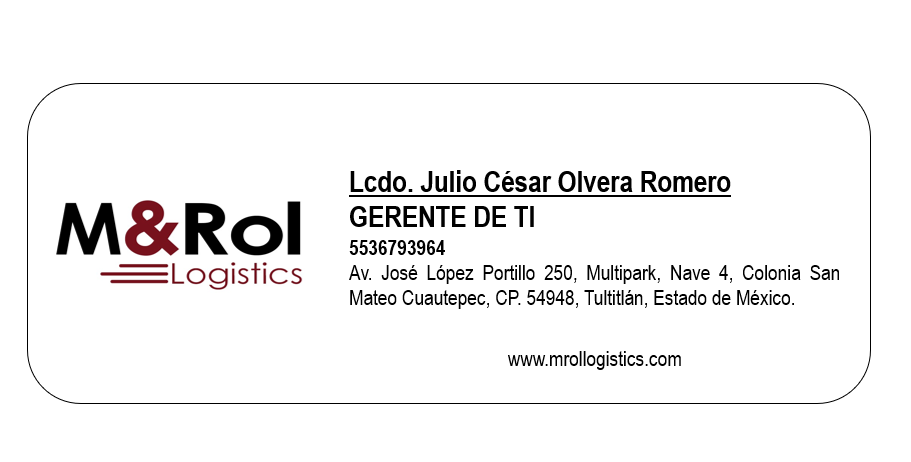 M&Rol
Logistics
Lcdo. Julio César Olvera Romero
GERENTE DE TI
5536793964
Av. José López Portillo 250, Multipark, Nave 4, Colonia San
Mateo Cuautepec, CP. 54948, Tultitlán, Estado de México.
www.mrollogistics.com